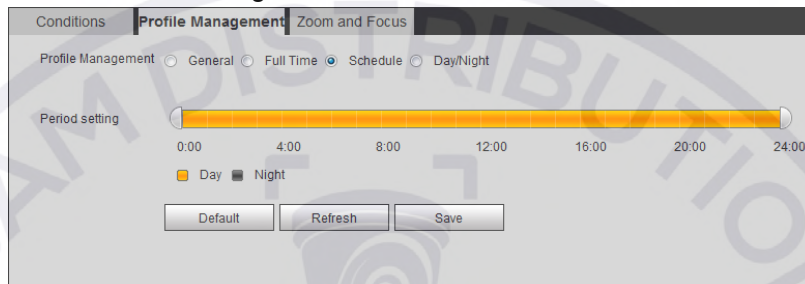 Conditions Profile Management Zoom and Focus
Profile Management General Full Time Schedule Day/Night
Period setting
0:00 4:00 8:00 12:00 16:00 20:00 24:00
Day Night
Default Refresh Save